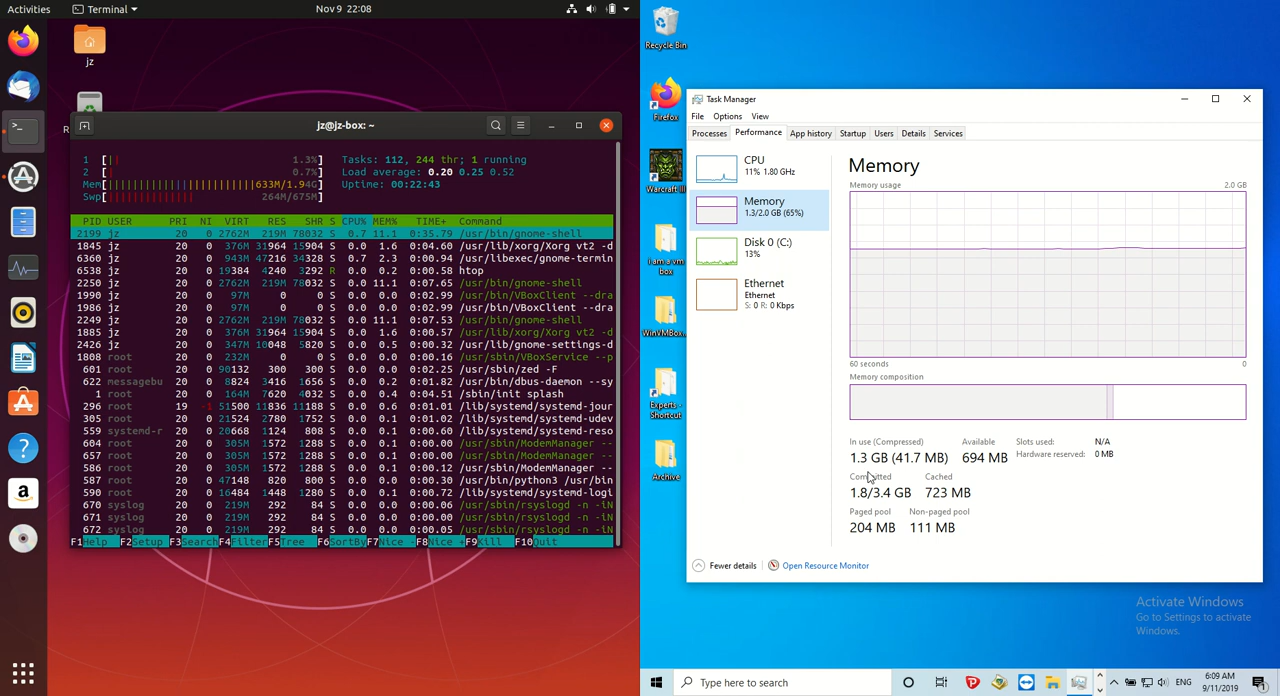 Activities
Terminal
Nov 9 22:08
jz
jz@jz-box: ~
1 [|| 1.3%] Tasks: 112, 244 thr; 1 running
2 [| 0.7%] Load average: 0.20 0.25 0.52
Mem[||||||||||||||||||||||||||633M/1.94G] Uptime: 00:22:43
Swp[||||||||||||||| 264M/675M]
PID USER PRI NI VIRT RES SHR S CPU% MEM% TIME+ Command
2199 jz 20 0 2762M 219M 78032 S 0.7 11.1 0:35.79 /usr/bin/gnome-shell
1845 jz 20 0 376M 31964 15904 S 0.0 1.6 0:04.60 /usr/lib/xorg/Xorg vt2 -d
6360 jz 20 0 943M 47216 34328 S 0.7 2.3 0:00.94 /usr/libexec/gnome-termin
6538 jz 20 0 19384 4240 3292 R 0.0 0.2 0:00.58 htop
2250 jz 20 0 2762M 219M 78032 S 0.0 11.1 0:07.65 /usr/bin/gnome-shell
1990 jz 20 0 97M 0 0 S 0.0 0.0 0:02.99 /usr/bin/VBoxClient --dra
1986 jz 20 0 97M 0 0 S 0.0 0.0 0:02.99 /usr/bin/VBoxClient --dra
2249 jz 20 0 2762M 219M 78032 S 0.0 11.1 0:07.53 /usr/bin/gnome-shell
1885 jz 20 0 376M 31964 15904 S 0.0 1.6 0:00.57 /usr/lib/xorg/Xorg vt2 -d
2426 jz 20 0 347M 10048 5820 S 0.0 0.5 0:00.32 /usr/lib/gnome-settings-d
1808 root 20 0 232M 0 0 S 0.0 0.0 0:00.16 /usr/sbin/VBoxService --p
601 root 20 0 90132 300 300 S 0.0 0.0 0:02.25 /usr/sbin/zed -F
622 messagebu 20 0 8824 3416 1656 S 0.0 0.2 0:01.82 /usr/bin/dbus-daemon --sy
1 root 20 0 164M 7620 4032 S 0.0 0.4 0:04.51 /sbin/init splash
296 root 19 -1 51500 11836 11188 S 0.0 0.6 0:01.01 /lib/systemd/systemd-jour
305 root 20 0 21524 2780 1752 S 0.0 0.1 0:01.02 /lib/systemd/systemd-udev
559 systemd-r 20 0 20668 1124 808 S 0.0 0.1 0:00.60 /lib/systemd/systemd-reso
604 root 20 0 305M 1572 1288 S 0.0 0.1 0:00.00 /usr/sbin/ModemManager --
657 root 20 0 305M 1572 1288 S 0.0 0.1 0:00.01 /usr/sbin/ModemManager --
586 root 20 0 305M 1572 1288 S 0.0 0.1 0:00.12 /usr/sbin/ModemManager --
587 root 20 0 47148 820 800 S 0.0 0.0 0:00.30 /usr/bin/python3 /usr/bin
590 root 20 0 16484 1448 1280 S 0.0 0.1 0:00.72 /lib/systemd/systemd-logi
670 syslog 20 0 219M 292 84 S 0.0 0.0 0:00.06 /usr/sbin/rsyslogd -n -iN
671 syslog 20 0 219M 292 84 S 0.0 0.0 0:00.00 /usr/sbin/rsyslogd -n -iN
672 syslog 20 0 219M 292 84 S 0.0 0.0 0:00.05 /usr/sbin/rsyslogd -n -iN
F1Help F2Setup F3SearchF4FilterF5Tree F6SortByF7Nice -F8Nice +F9Kill F10Quit
Recycle Bin
Firefox
Warcraft III
I am a vm box
WinVMBox.
Experts - Shortcut
Archive
Task Manager
File Options View
Processes Performance App history Startup Users Details Services
CPU
11% 1.80 GHz
Memory
1.3/2.0 GB (65%)
Disk 0 (C:)
13%
Ethernet
Ethernet
S: 0 R: 0 Kbps
Memory
Memory usage 2.0 GB
60 seconds 0
Memory composition
In use (Compressed) Available Slots used: N/A
1.3 GB (41.7 MB) 694 MB Hardware reserved: 0 MB
Committed Cached
1.8/3.4 GB 723 MB
Paged pool Non-paged pool
204 MB 111 MB
Fewer details Open Resource Monitor
Activate Windows
Go to Settings to activate
Windows.
Type here to search
ENG
6:09 AM
9/11/2019